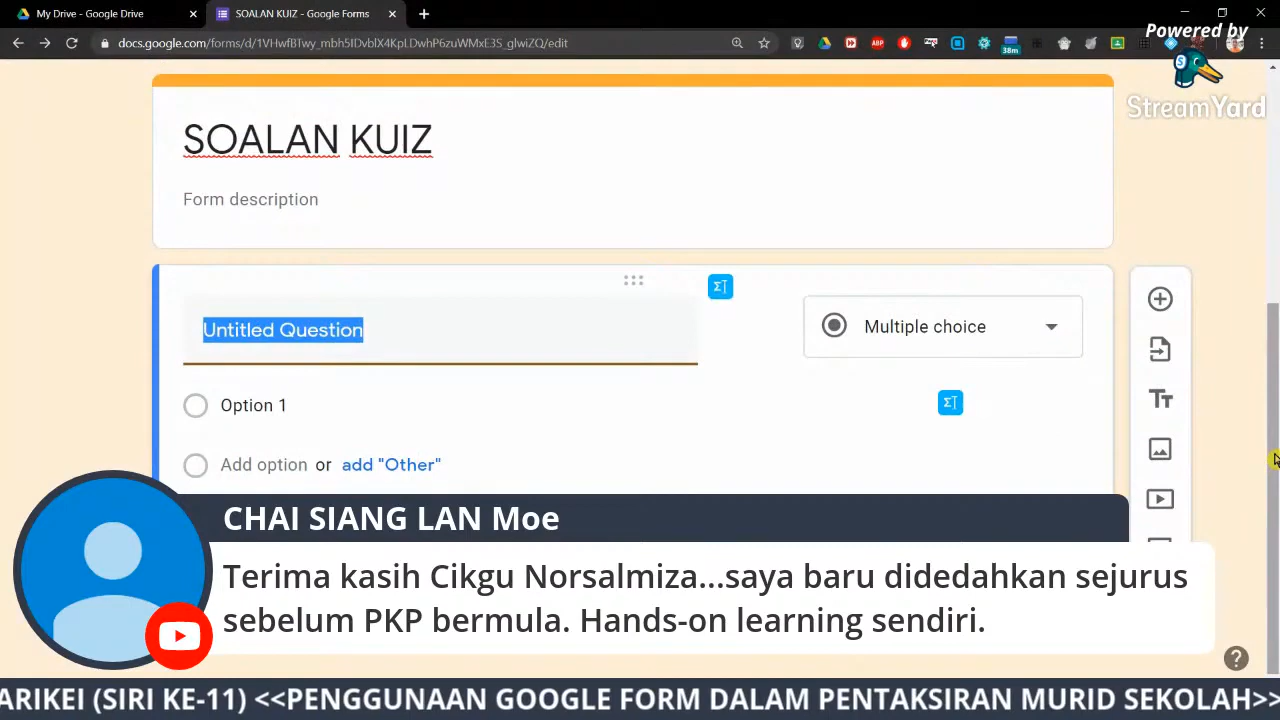 My Drive - Google Drive
SOALAN KUIZ - Google Forms
docs.google.com/forms/d/1VHwfBTwy_mbh5IDvblX4KpLDwhP6zuWMxE3S_glwiZQ/edit
ABP
38m
Powered by
StreamYard
SOALAN KUIZ
Form description
Untitled Question
Multiple choice
Option 1
Add option or add "Other"
CHAI SIANG LAN Moe
Terima kasih Cikgu Norsalmiza...saya baru didedahkan sejurus
sebelum PKP bermula. Hands-on learning sendiri.
ARIKEI (SIRI KE-11) <<PENGGUNAAN GOOGLE FORM DALAM PENTAKSIRAN MURID SEKOLAH>>